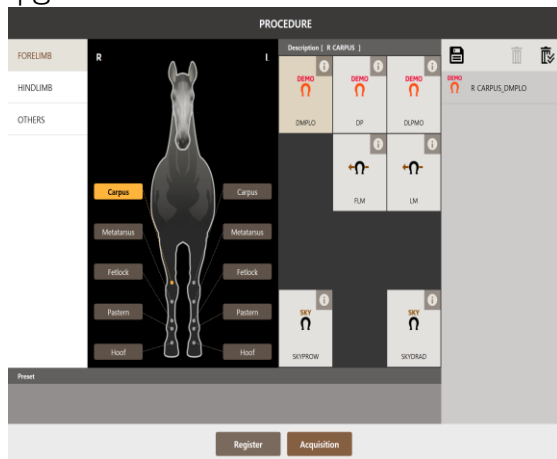 PROCEDURE
FORELIMB
HINDLIMB
OTHERS
R
L
Carpus
Carpus
Metatarsus
Metatarsus
Fetlock
Fetlock
Pastern
Pastern
Hoof
Hoof
Description [ R CARPUS ]
DEMO
DMPLO
DEMO
DP
DEMO
DLPMO
FLM
LM
SKY
SKYPROW
SKY
SKYDRAD
DEMO
R CARPUS_DMPLO
Preset
Register
Acquisition